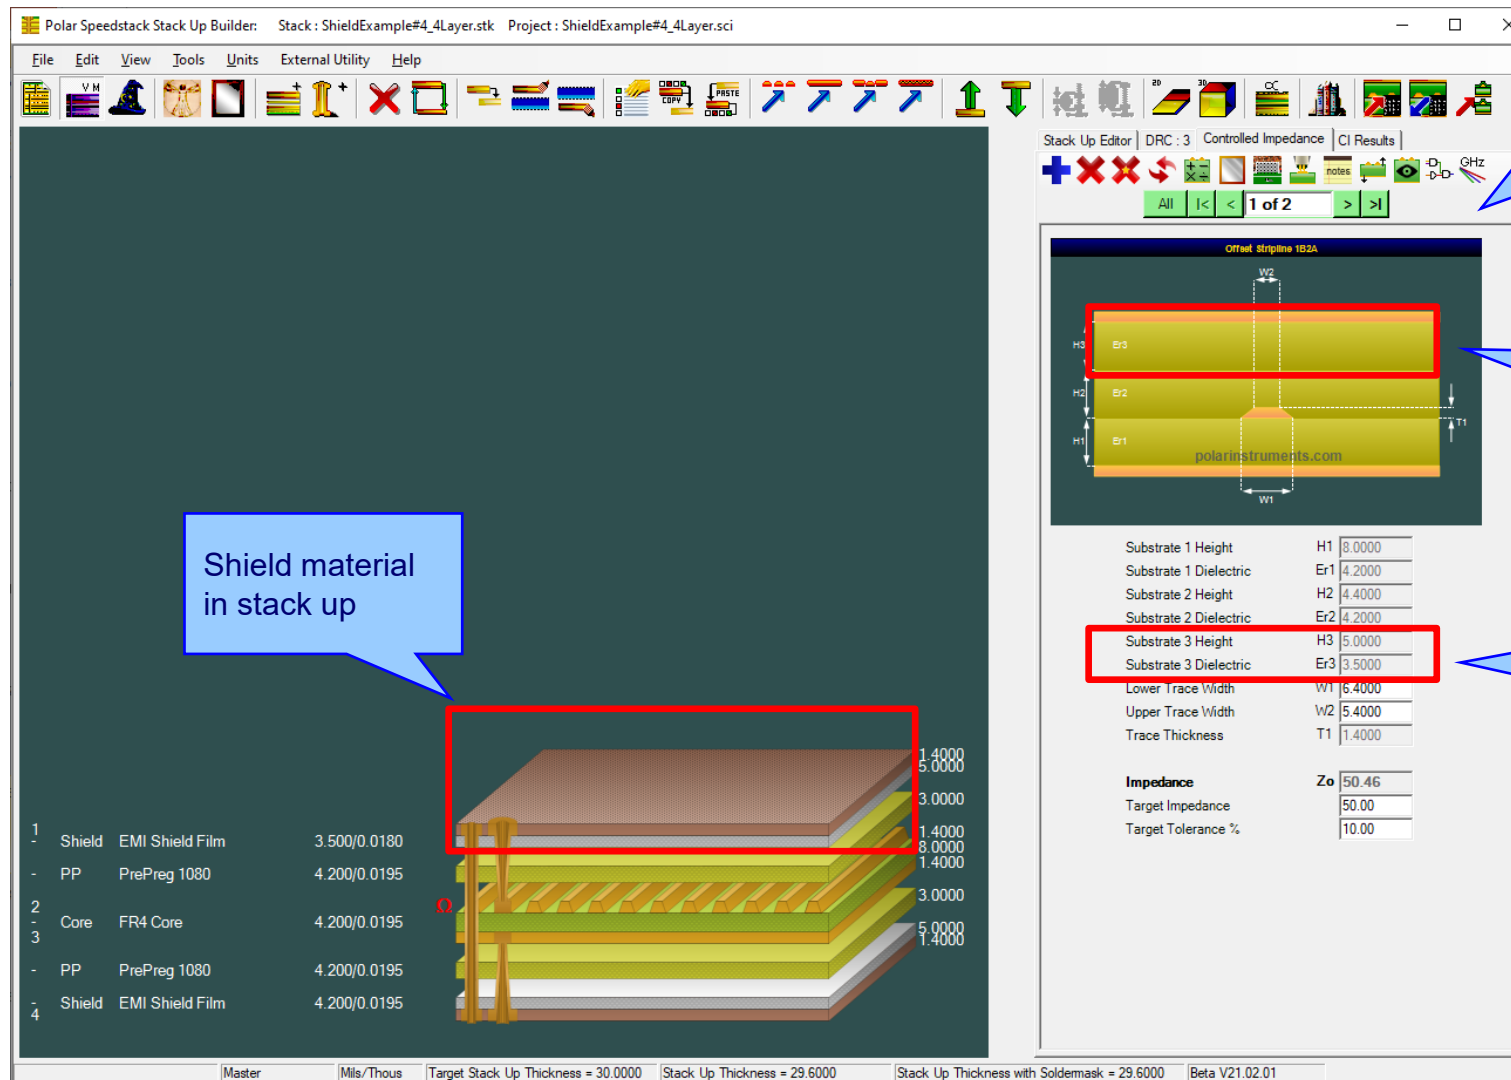 Polar Speedstack Stack Up Builder: Stack : ShieldExample#4_4Layer.stk Project : ShieldExample#4_4Layer.sci
File Edit View Tools Units External Utility Help
V M
COPY
PASTE
2D
3D
Stack Up Editor DRC : 3 Controlled Impedance CI Results
notes
GHz
All |< < 1 of 2 > >|
Offset Stripline 1B2A
W2
H3 Er3
H2 Er2
T1
H1 Er1
polarinstruments.com
W1
Substrate 1 Height H1 8.0000
Substrate 1 Dielectric Er1 4.2000
Substrate 2 Height H2 4.4000
Substrate 2 Dielectric Er2 4.2000
Substrate 3 Height H3 5.0000
Substrate 3 Dielectric Er3 3.5000
Lower Trace Width W1 6.4000
Upper Trace Width W2 5.4000
Trace Thickness T1 1.4000
Impedance Zo 50.46
Target Impedance 50.00
Target Tolerance % 10.00
Shield material
in stack up
1.4000
5.0000
3.0000
1.4000
8.0000
1.4000
3.0000
5.0000
1.4000
1
- Shield EMI Shield Film 3.500/0.0180
- PP PrePreg 1080 4.200/0.0195
2
Ω
- Core FR4 Core 4.200/0.0195
3
- PP PrePreg 1080 4.200/0.0195
- Shield EMI Shield Film 4.200/0.0195
4
Master Mils/Thous Target Stack Up Thickness = 30.0000 Stack Up Thickness = 29.6000 Stack Up Thickness with Soldermask = 29.6000 Beta V21.02.01